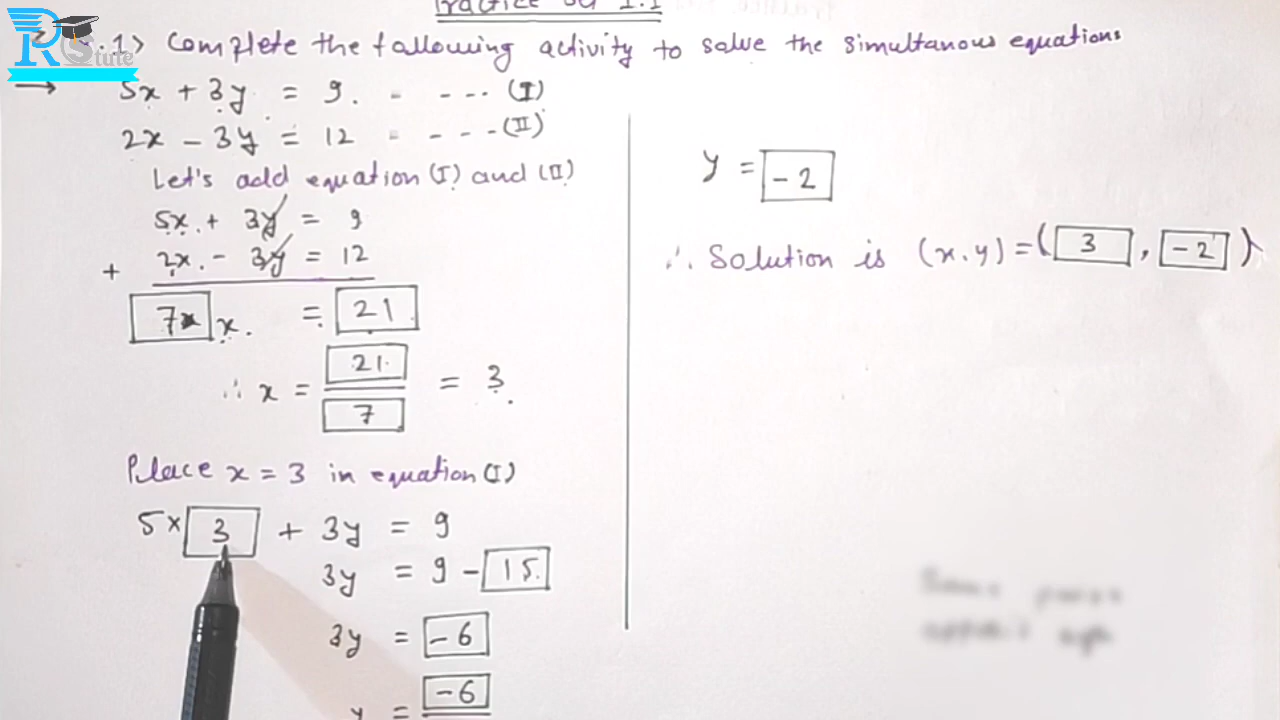 Practice Set 1.1
.1) Complete the following activity to solve the simultanous equations
→ 5x + 3y = 9. - --- (I)
2x - 3y = 12 - --- (II)
Let's add equation (I) and (II)
5x + 3y = 9
+ 2x - 3y = 12
7 x = 21
∴ x = 21
7
= 3
Place x = 3 in equation (I)
5 × 3 + 3y = 9
3y = 9 - 15
3y = -6
y = -6
y = -2
∴ Solution is (x.y) = (3, -2)
RStute